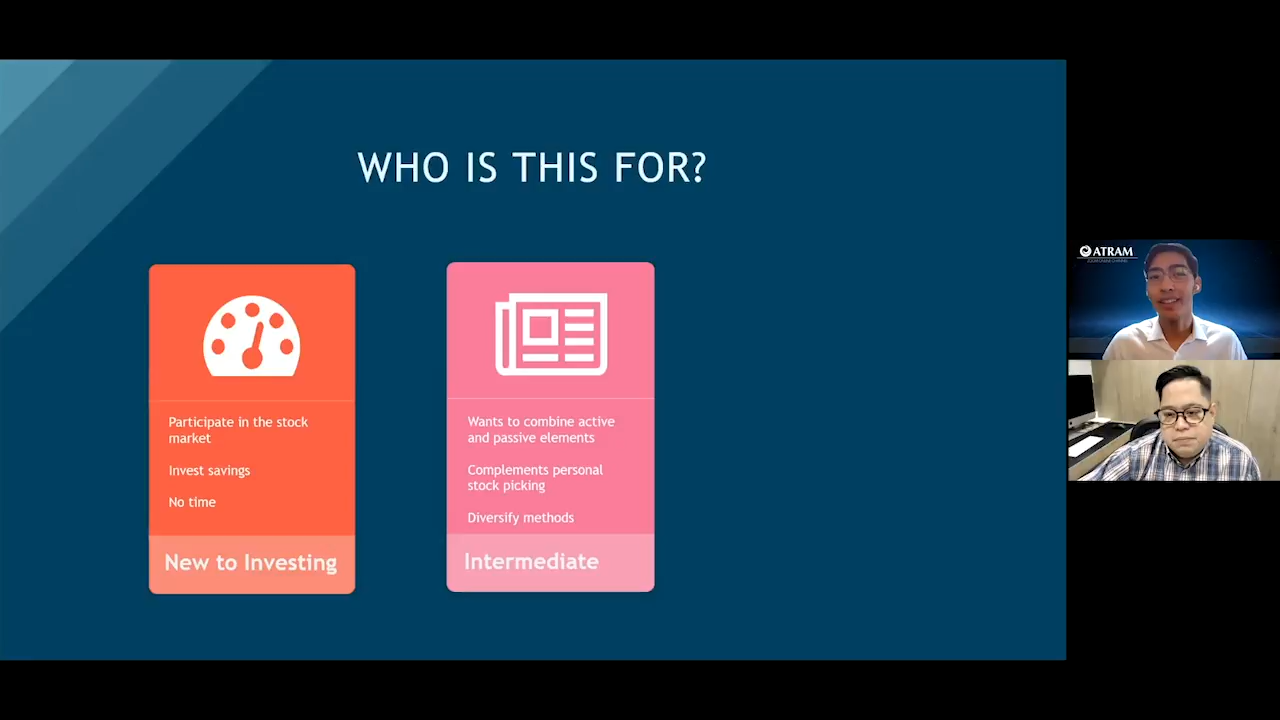 WHO IS THIS FOR?
Participate in the stock
market
Invest savings
No time
New to Investing
Wants to combine active
and passive elements
Complements personal
stock picking
Diversify methods
Intermediate
ATRAM